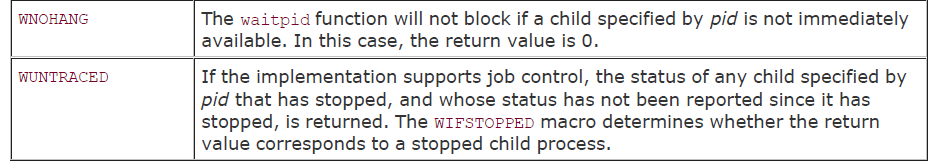 WNOHANG The waitpid function will not block if a child specified by pid is not immediately
available. In this case, the return value is 0.
WUNTRACED If the implementation supports job control, the status of any child specified by
pid that has stopped, and whose status has not been reported since it has
stopped, is returned. The WIFSTOPPED macro determines whether the return
value corresponds to a stopped child process.